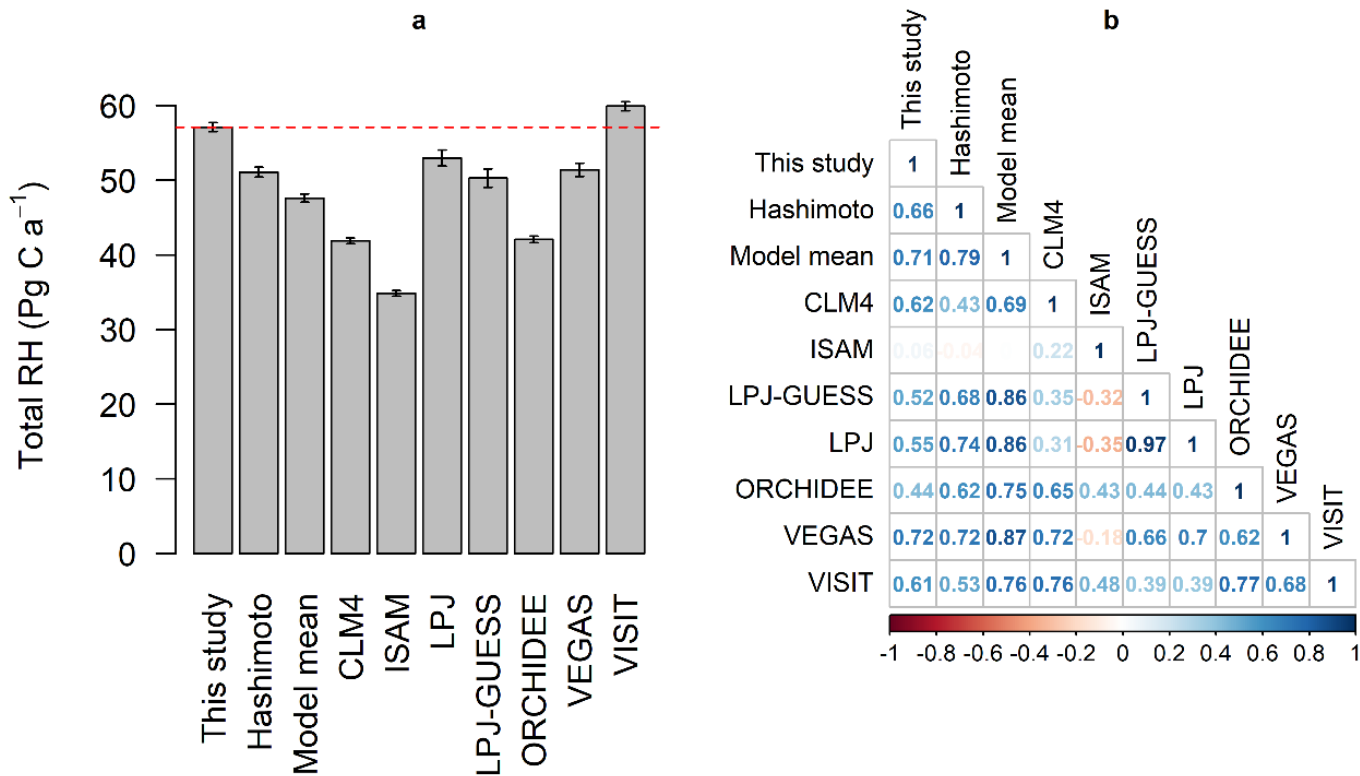 a
Total RH (Pg C a⁻¹)
60
50
40
30
20
10
0
This study
Hashimoto
Model mean
CLM4
ISAM
LPJ
LPJ-GUESS
ORCHIDEE
VEGAS
VISIT
b
This study
Hashimoto
Model mean
CLM4
ISAM
LPJ-GUESS
LPJ
ORCHIDEE
VEGAS
VISIT
This study 1
Hashimoto 0.66 1
Model mean 0.71 0.79 1
CLM4 0.62 0.43 0.69 1
ISAM 0.06 -0.04 0.22 1
LPJ-GUESS 0.52 0.68 0.86 0.35 -0.32 1
LPJ 0.55 0.74 0.86 0.31 -0.35 0.97 1
ORCHIDEE 0.44 0.62 0.75 0.65 0.43 0.44 0.43 1
VEGAS 0.72 0.72 0.87 0.72 -0.18 0.66 0.7 0.62 1
VISIT 0.61 0.53 0.76 0.76 0.48 0.39 0.39 0.77 0.68 1
-1 -0.8 -0.6 -0.4 -0.2 0 0.2 0.4 0.6 0.8 1